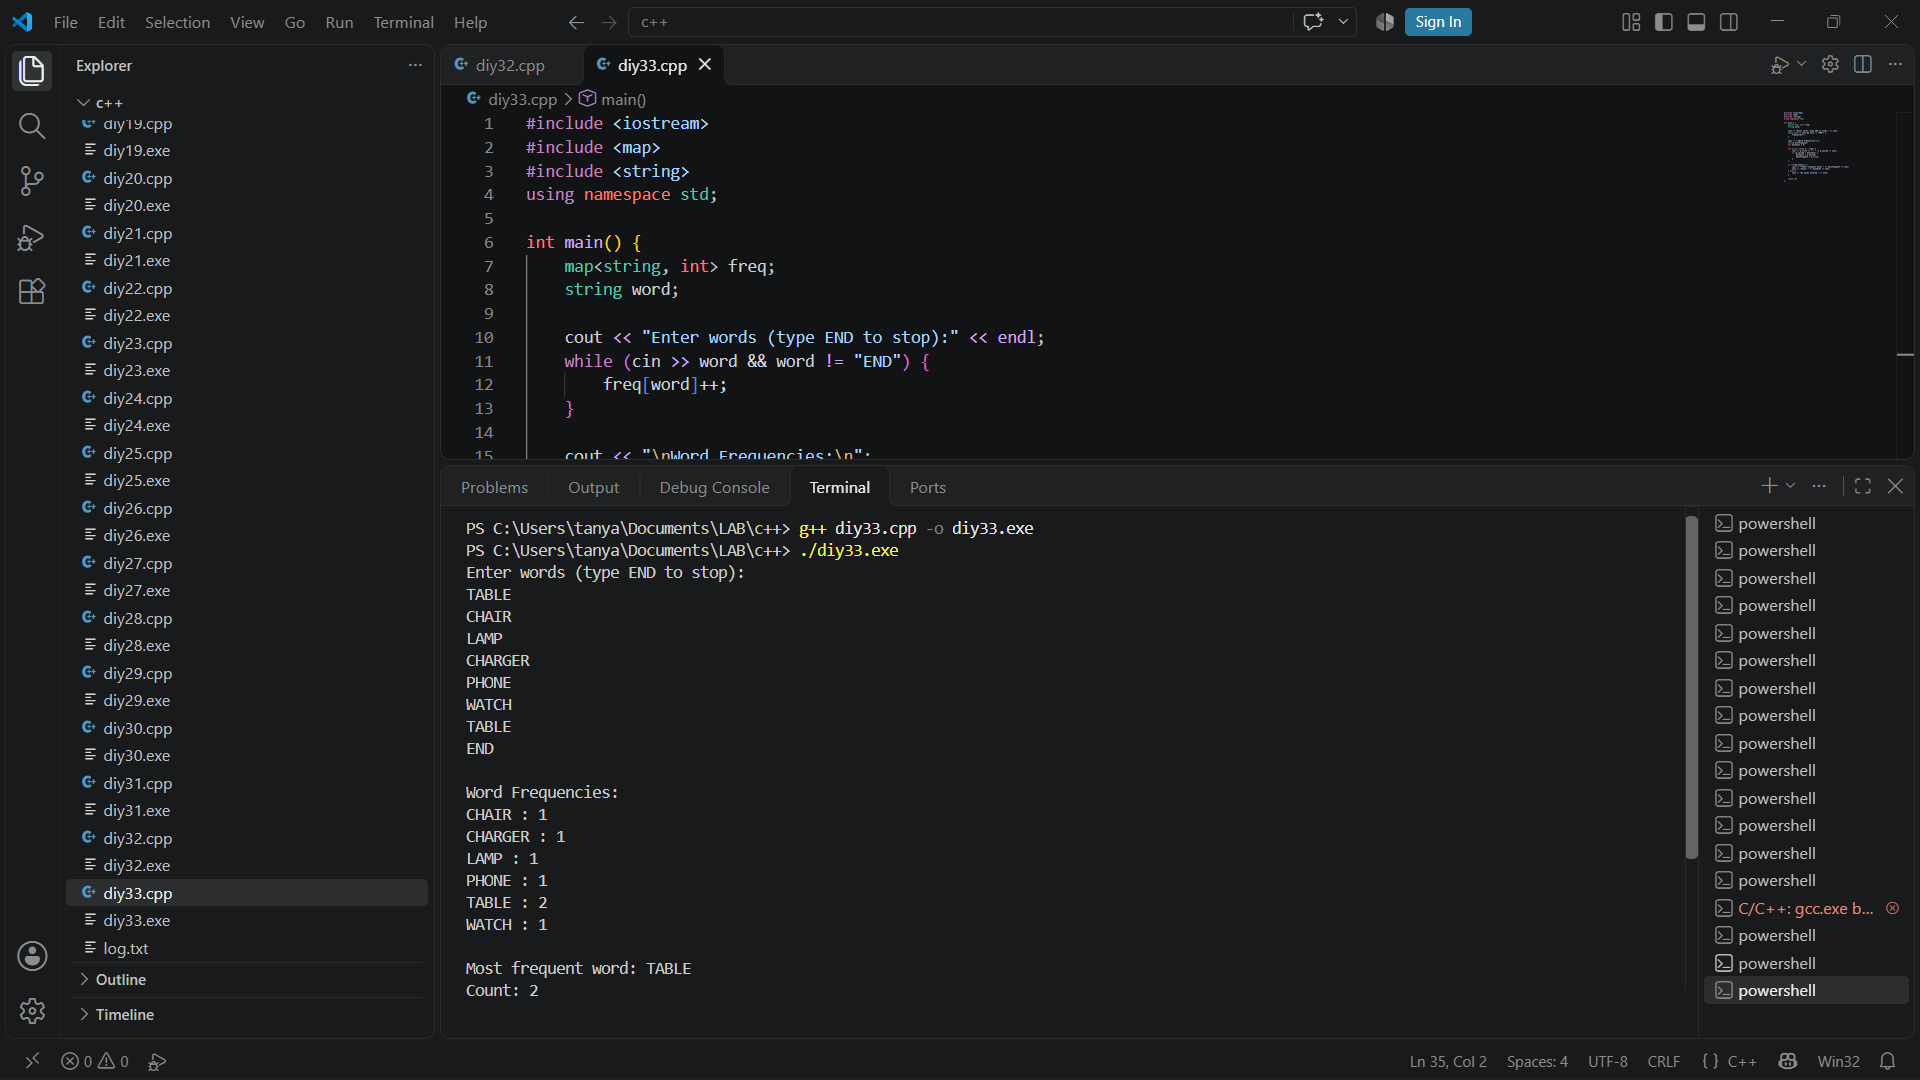 File Edit Selection View Go Run Terminal Help
c++
Sign In
Explorer
c++
diy19.cpp
diy19.exe
diy20.cpp
diy20.exe
diy21.cpp
diy21.exe
diy22.cpp
diy22.exe
diy23.cpp
diy23.exe
diy24.cpp
diy24.exe
diy25.cpp
diy25.exe
diy26.cpp
diy26.exe
diy27.cpp
diy27.exe
diy28.cpp
diy28.exe
diy29.cpp
diy29.exe
diy30.cpp
diy30.exe
diy31.cpp
diy31.exe
diy32.cpp
diy32.exe
diy33.cpp
diy33.exe
log.txt
Outline
Timeline
diy32.cpp
diy33.cpp
diy33.cpp > main()
1 #include <iostream>
2 #include <map>
3 #include <string>
4 using namespace std;
5
6 int main() {
7 map<string, int> freq;
8 string word;
9
10 cout << "Enter words (type END to stop):" << endl;
11 while (cin >> word && word != "END") {
12 freq[word]++;
13 }
14
15 cout << "\nWord Frequencies:\n";
Problems Output Debug Console Terminal Ports
PS C:\Users\tanya\Documents\LAB\c++> g++ diy33.cpp -o diy33.exe
PS C:\Users\tanya\Documents\LAB\c++> ./diy33.exe
Enter words (type END to stop):
TABLE
CHAIR
LAMP
CHARGER
PHONE
WATCH
TABLE
END
Word Frequencies:
CHAIR : 1
CHARGER : 1
LAMP : 1
PHONE : 1
TABLE : 2
WATCH : 1
Most frequent word: TABLE
Count: 2
powershell
powershell
powershell
powershell
powershell
powershell
powershell
powershell
powershell
powershell
powershell
powershell
powershell
powershell
C/C++: gcc.exe b...
powershell
powershell
powershell
0 0
Ln 35, Col 2 Spaces: 4 UTF-8 CRLF {} C++ Win32